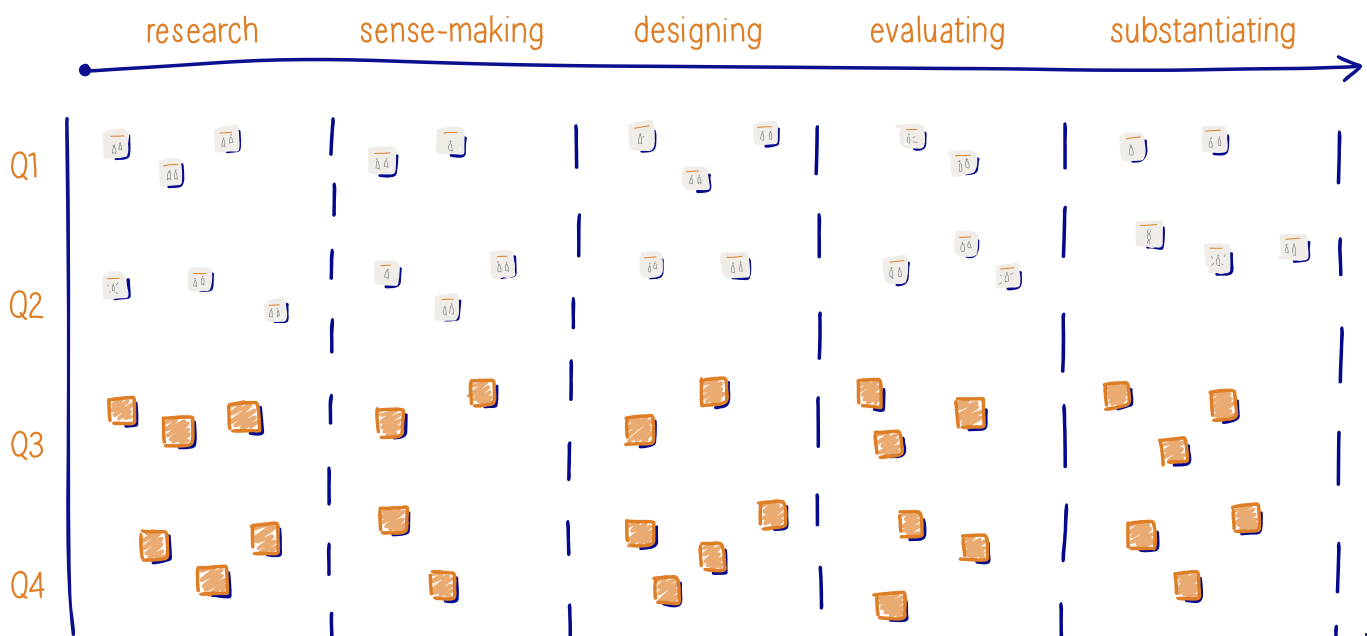 research sense-making designing evaluating substantiating
Q1
Q2
Q3
Q4